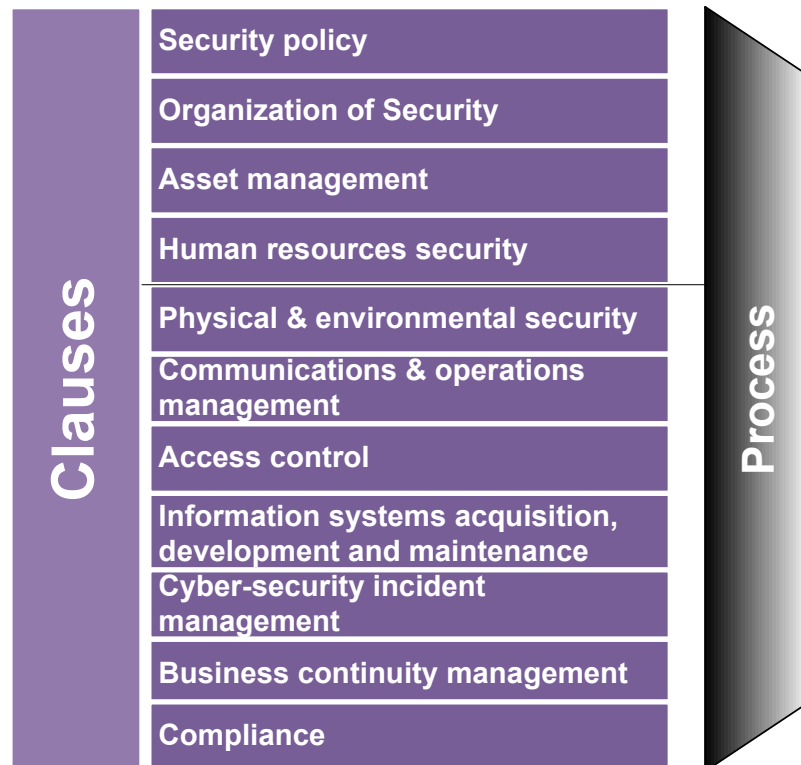 Clauses
Security policy
Organization of Security
Asset management
Human resources security
Physical & environmental security
Communications & operations
management
Access control
Information systems acquisition,
development and maintenance
Cyber-security incident
management
Business continuity management
Compliance
Process